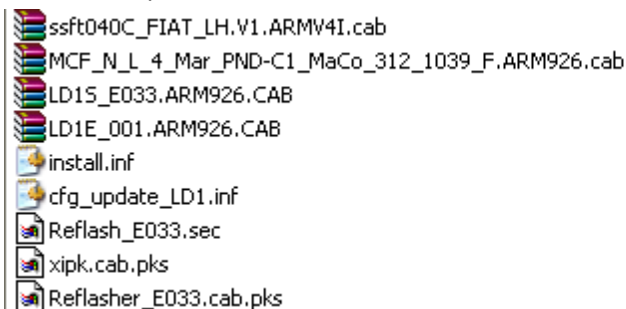 ssft040C_FIAT_LH.V1.ARMV4I.cab
MCF_N_L_4_Mar_PND-C1_MaCo_312_1039_F.ARM926.cab
LD1S_E033.ARM926.CAB
LD1E_001.ARM926.CAB
install.inf
cfg_update_LD1.inf
Reflash_E033.sec
xipk.cab.pks
Reflasher_E033.cab.pks